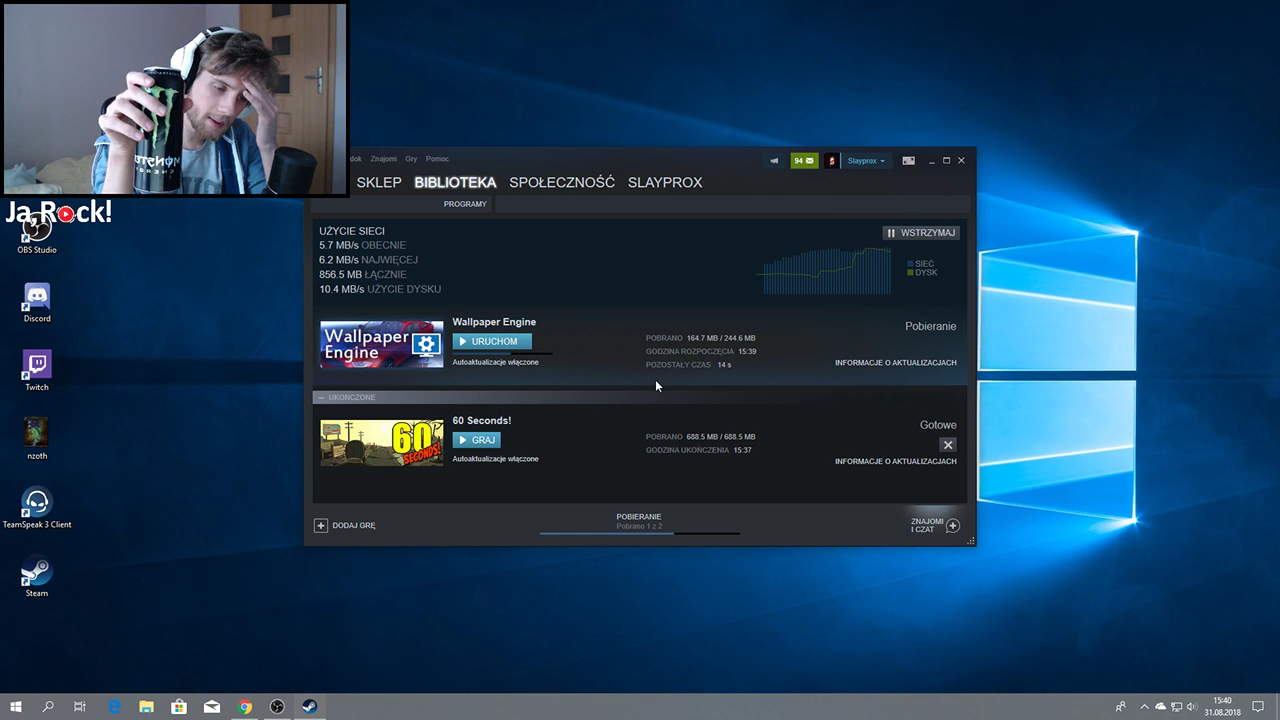 Ja, Rock!
OBS Studio
Discord
Twitch
nzoth
TeamSpeak 3 Client
Steam
Znajomi Gry Pomoc
94
Slayprox
SKLEP BIBLIOTEKA SPOŁECZNOŚĆ SLAYPROX
PROGRAMY
UŻYCIE SIECI
5.7 MB/s OBECNIE
6.2 MB/s NAJWIĘCEJ
856.5 MB ŁĄCZNIE
10.4 MB/s UŻYCIE DYSKU
WSTRZYMAJ
SIEĆ
DYSK
Wallpaper Engine
Wallpaper
Engine
URUCHOM
Autoaktualizacje włączone
POBRANO 164.7 MB / 244.6 MB
GODZINA ROZPOCZĘCIA 15:39
POZOSTAŁY CZAS 14 s
Pobieranie
INFORMACJE O AKTUALIZACJACH
UKOŃCZONE
60 Seconds!
60
SECONDS!
GRAJ
Autoaktualizacje włączone
POBRANO 688.5 MB / 688.5 MB
GODZINA UKOŃCZENIA 15:37
Gotowe
INFORMACJE O AKTUALIZACJACH
DODAJ GRĘ
POBIERANIE
Pobrano 1 z 2
ZNAJOMI
I CZAT
15:40
31.08.2018